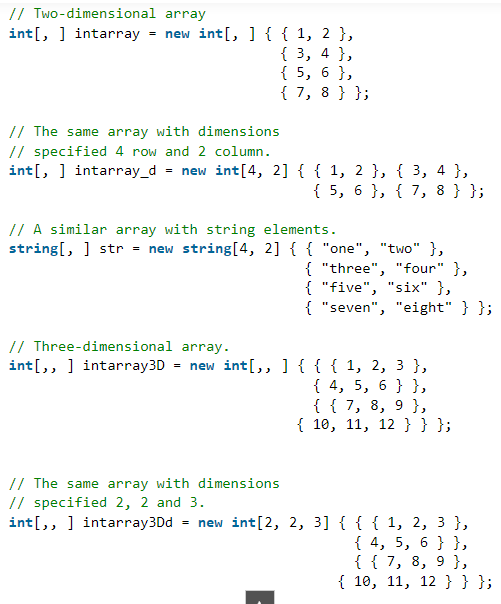 // Two-dimensional array
int[, ] intarray = new int[, ] { { 1, 2 },
{ 3, 4 },
{ 5, 6 },
{ 7, 8 } };
// The same array with dimensions
// specified 4 row and 2 column.
int[, ] intarray_d = new int[4, 2] { { 1, 2 }, { 3, 4 },
{ 5, 6 }, { 7, 8 } };
// A similar array with string elements.
string[, ] str = new string[4, 2] { { "one", "two" },
{ "three", "four" },
{ "five", "six" },
{ "seven", "eight" } };
// Three-dimensional array.
int[,, ] intarray3D = new int[,, ] { { { 1, 2, 3 },
{ 4, 5, 6 } },
{ { 7, 8, 9 },
{ 10, 11, 12 } } };
// The same array with dimensions
// specified 2, 2 and 3.
int[,, ] intarray3Dd = new int[2, 2, 3] { { { 1, 2, 3 },
{ 4, 5, 6 } },
{ { 7, 8, 9 },
{ 10, 11, 12 } } };